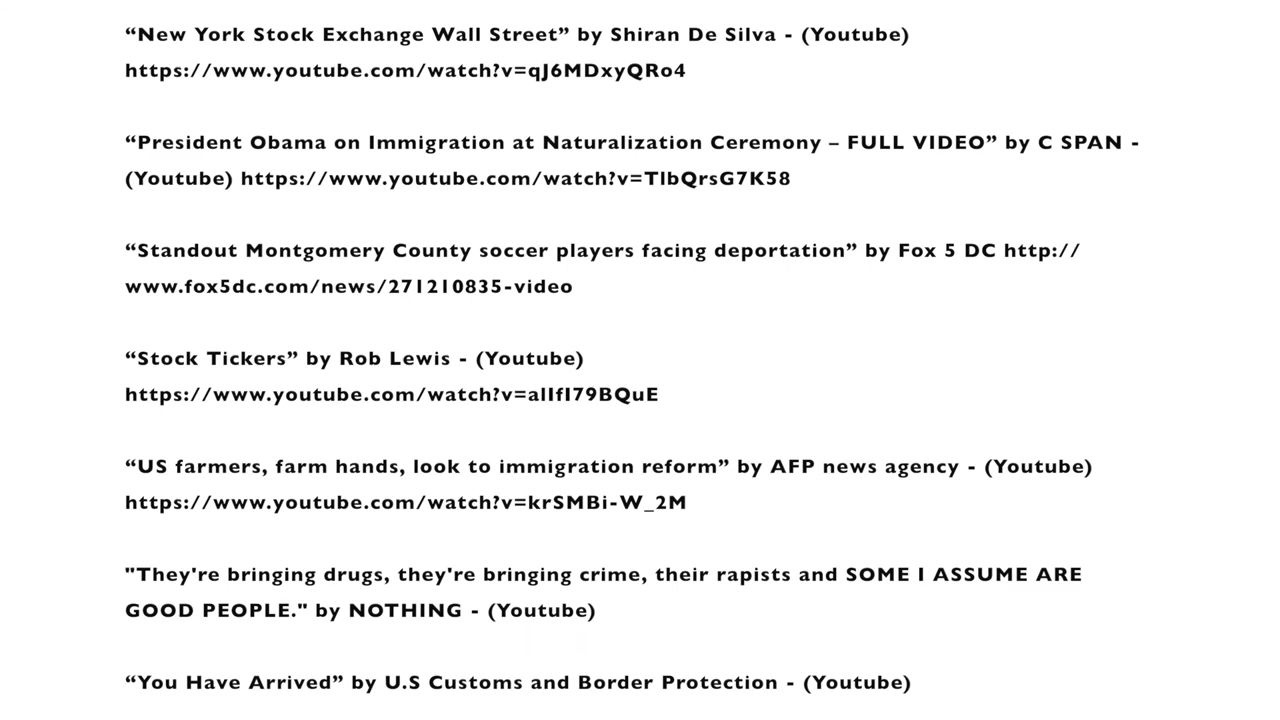 “New York Stock Exchange Wall Street” by Shiran De Silva - (Youtube)
https://www.youtube.com/watch?v=qJ6MDxyQRo4
“President Obama on Immigration at Naturalization Ceremony – FULL VIDEO” by C SPAN -
(Youtube) https://www.youtube.com/watch?v=TlbQrsG7K58
“Standout Montgomery County soccer players facing deportation” by Fox 5 DC http://
www.fox5dc.com/news/271210835-video
“Stock Tickers” by Rob Lewis - (Youtube)
https://www.youtube.com/watch?v=alIfI79BQuE
“US farmers, farm hands, look to immigration reform” by AFP news agency - (Youtube)
https://www.youtube.com/watch?v=krSMBi-W_2M
"They're bringing drugs, they're bringing crime, their rapists and SOME I ASSUME ARE
GOOD PEOPLE." by NOTHING - (Youtube)
“You Have Arrived” by U.S Customs and Border Protection - (Youtube)